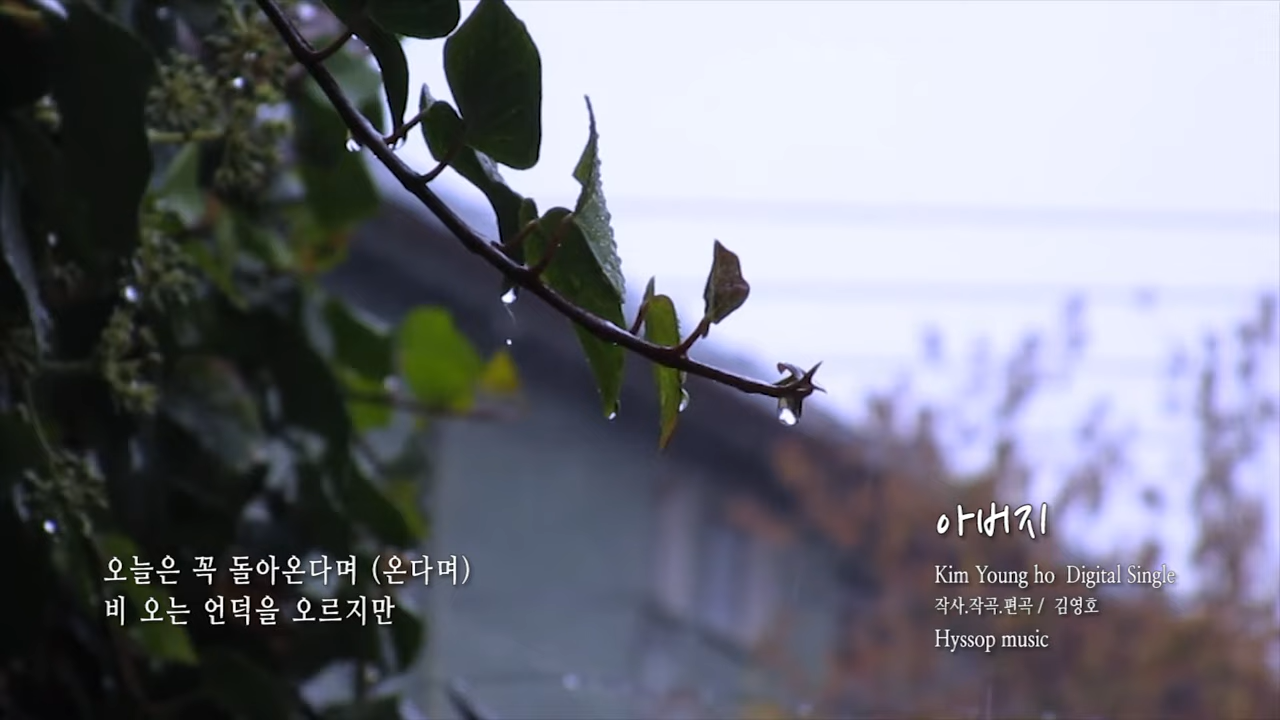 오늘은 꼭 돌아온다며 (온다며)
비 오는 언덕을 오르지만
아버지
Kim Young ho Digital Single
작사.작곡.편곡 / 김영호
Hyssop music